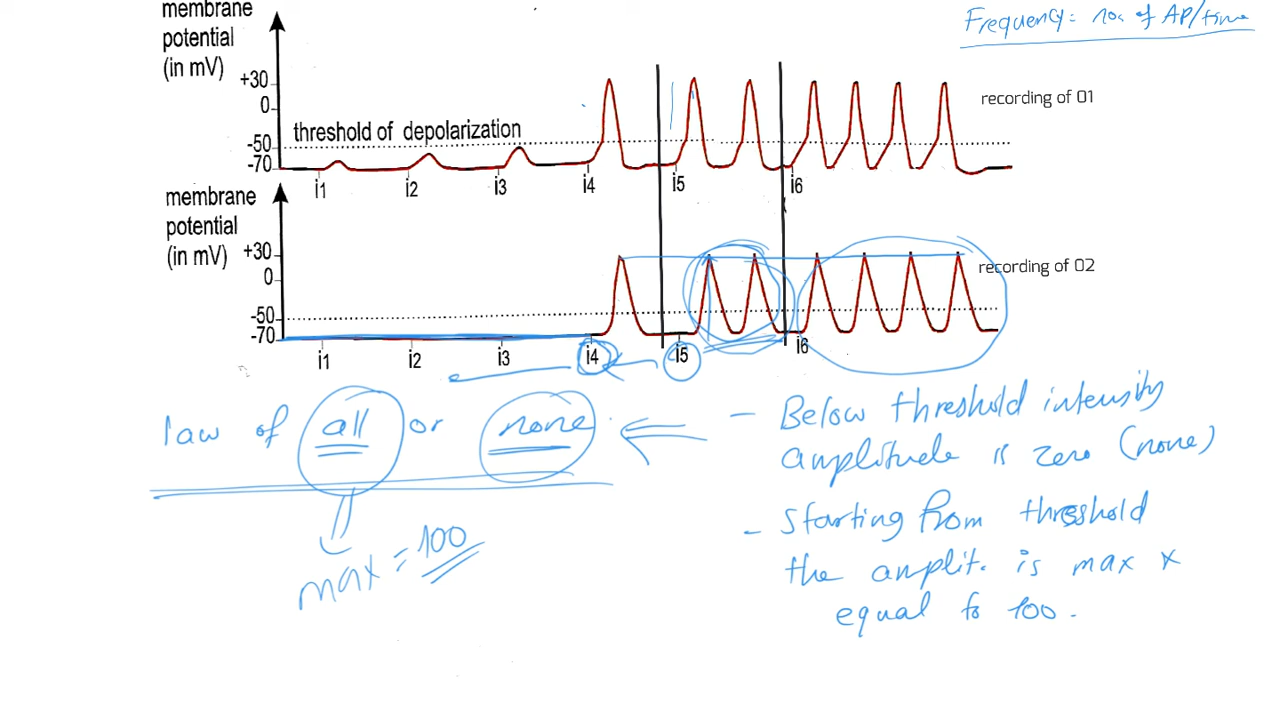 Frequency = no. of AP/time
membrane
potential
(in mV)
+30
0
-50
-70
threshold of depolarization
recording of O1
i1 i2 i3 i4 i5 i6
membrane
potential
(in mV)
+30
0
-50
-70
recording of O2
i1 i2 i3 i4 i5 i6
law of all or none
max = 100
- Below threshold intensity
amplitude is zero (none)
- Starting from threshold
the amplit. is max x
equal to 100.